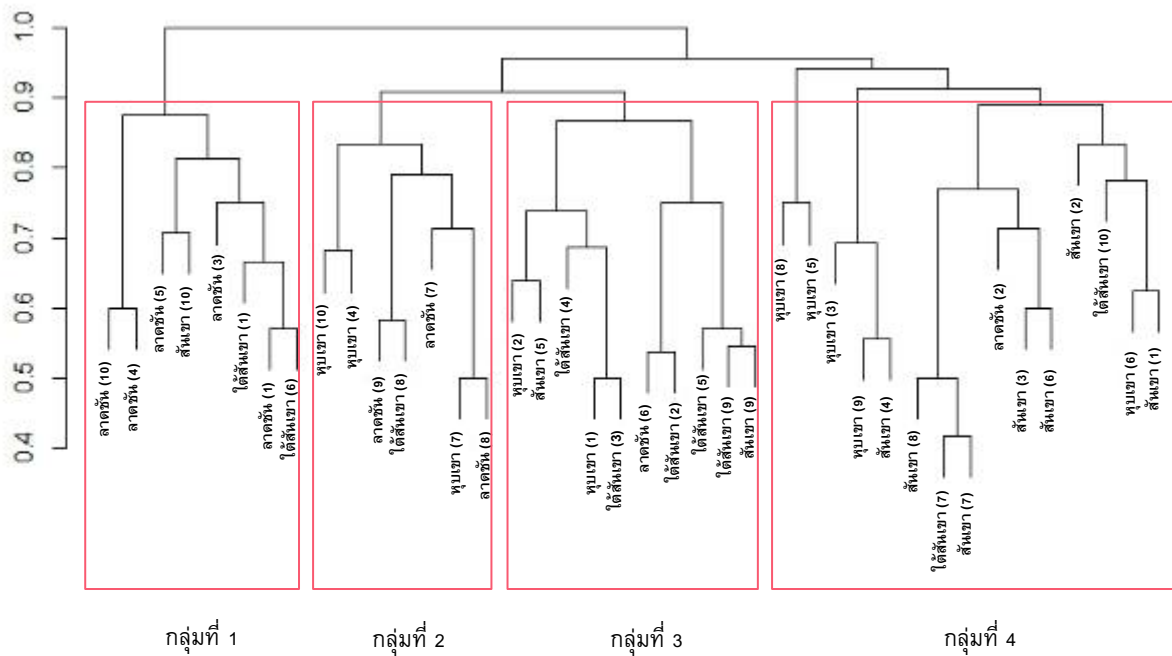 1.0
0.9
0.8
0.7
0.6
0.5
0.4
ลาดชัน (10)
ลาดชัน (4)
ลาดชัน (5)
สันเขา (10)
ลาดชัน (3)
ใต้สันเขา (1)
ลาดชัน (1)
ใต้สันเขา (6)
หุบเขา (10)
หุบเขา (4)
ลาดชัน (9)
ใต้สันเขา (8)
ลาดชัน (7)
หุบเขา (7)
ลาดชัน (8)
หุบเขา (2)
สันเขา (5)
ใต้สันเขา (4)
หุบเขา (1)
ใต้สันเขา (3)
ลาดชัน (6)
ใต้สันเขา (2)
ใต้สันเขา (5)
ใต้สันเขา (9)
สันเขา (9)
หุบเขา (8)
หุบเขา (5)
หุบเขา (3)
หุบเขา (9)
สันเขา (4)
สันเขา (8)
ใต้สันเขา (7)
สันเขา (7)
ลาดชัน (2)
สันเขา (3)
สันเขา (6)
สันเขา (2)
ใต้สันเขา (10)
หุบเขา (6)
สันเขา (1)
กลุ่มที่ 1
กลุ่มที่ 2
กลุ่มที่ 3
กลุ่มที่ 4